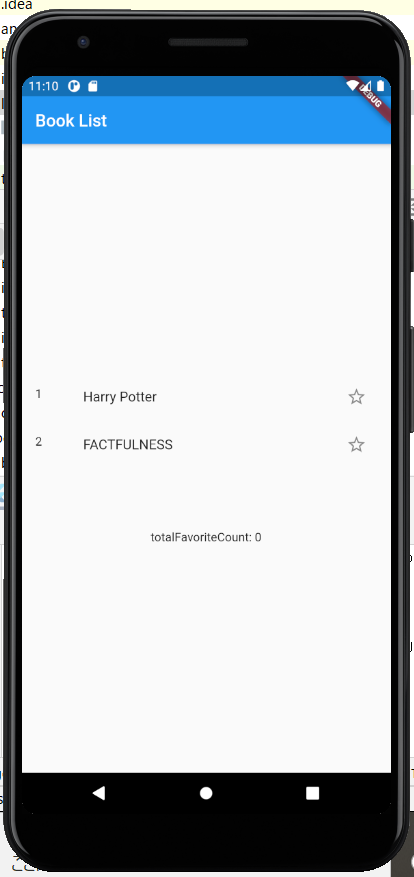 .idea
11:10
DEBUG
Book List
1 Harry Potter
2 FACTFULNESS
totalFavoriteCount: 0